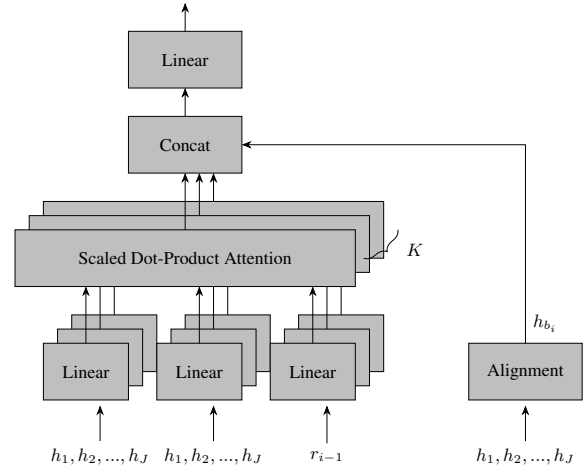 Linear
Concat
Scaled Dot-Product Attention
K
h_{b_i}
Linear Linear Linear Alignment
h_1, h_2, ..., h_J h_1, h_2, ..., h_J r_{i-1} h_1, h_2, ..., h_J